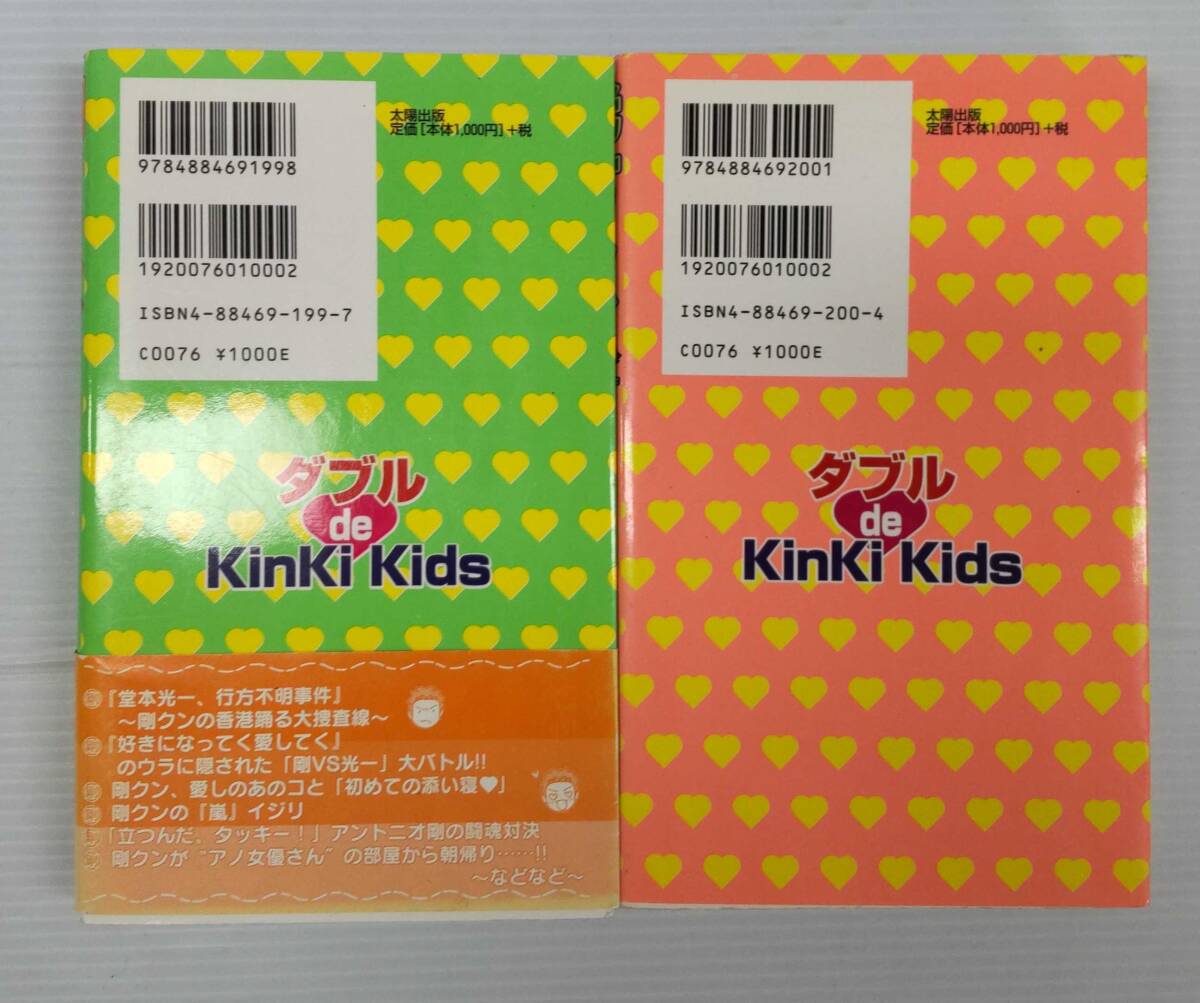 太陽出版
定価［本体1,000円］+税
9784884691998
1920076010002
ISBN4-88469-199-7
C0076 ¥1000E
ダブル
de
KinKi Kids
『堂本光一、行方不明事件』
〜剛クンの香港踊る大捜査線〜
『好きになってく愛してく』
のウラに隠された「剛VS光一」大バトル!!
剛クン、愛しのあのコと「初めての添い寝♥」
剛クンの『嵐』イジリ
「立つんだ、タッキー！」アントニオ剛の闘魂対決
剛クンが“アノ女優さん”の部屋から朝帰り……!!
〜などなど〜
太陽出版
定価［本体1,000円］+税
9784884692001
1920076010002
ISBN4-88469-200-4
C0076 ¥1000E
ダブル
de
KinKi Kids